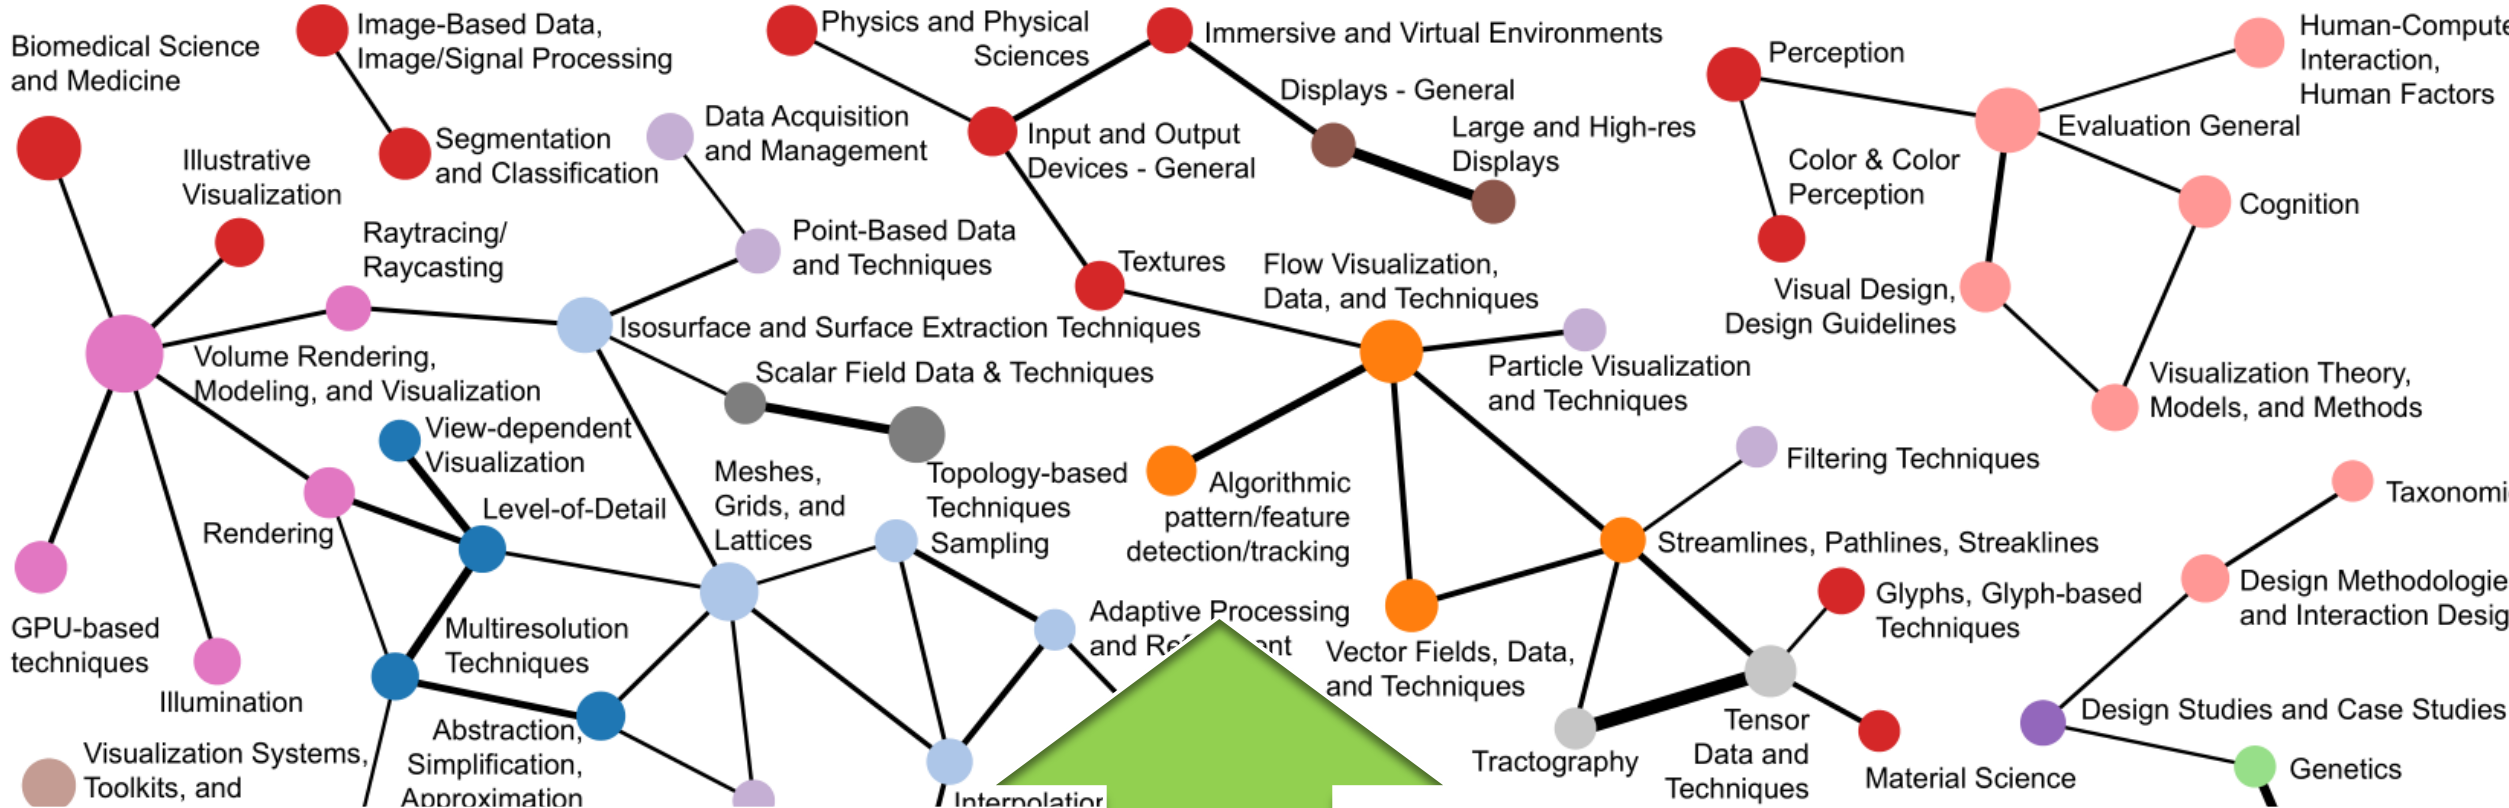 Biomedical Science
and Medicine
Image-Based Data,
Image/Signal Processing
Physics and Physical
Sciences
Immersive and Virtual Environments
Perception
Interaction,
Human Factors
Displays - General
Large and High-res
Displays
Data Acquisition
and Management
Segmentation
and Classification
Input and Output
Devices - General
Evaluation General
Illustrative
Visualization
Color & Color
Perception
Cognition
Raytracing/
Raycasting
Point-Based Data
and Techniques
Textures
Flow Visualization,
Data, and Techniques
Visual Design,
Design Guidelines
Isosurface and Surface Extraction Techniques
Volume Rendering,
Modeling, and Visualization
Scalar Field Data & Techniques
Particle Visualization
and Techniques
Visualization Theory,
Models, and Methods
View-dependent
Visualization
Topology-based
Techniques
Meshes,
Grids, and
Lattices
Algorithmic
pattern/feature
detection/tracking
Filtering Techniques
Level-of-Detail
Rendering
Sampling
Streamlines, Pathlines, Streaklines
Glyphs, Glyph-based
Techniques
Design
and Interaction
Adaptive Processing
and
GPU-based
techniques
Multiresolution
Techniques
Vector Fields, Data,
and Techniques
Illumination
Abstraction,
Simplification,
Approximation
Tractography
Tensor
Data and
Techniques
Material Science
Design Studies and Case Studies
Genetics
Visualization Systems,
Toolkits, and